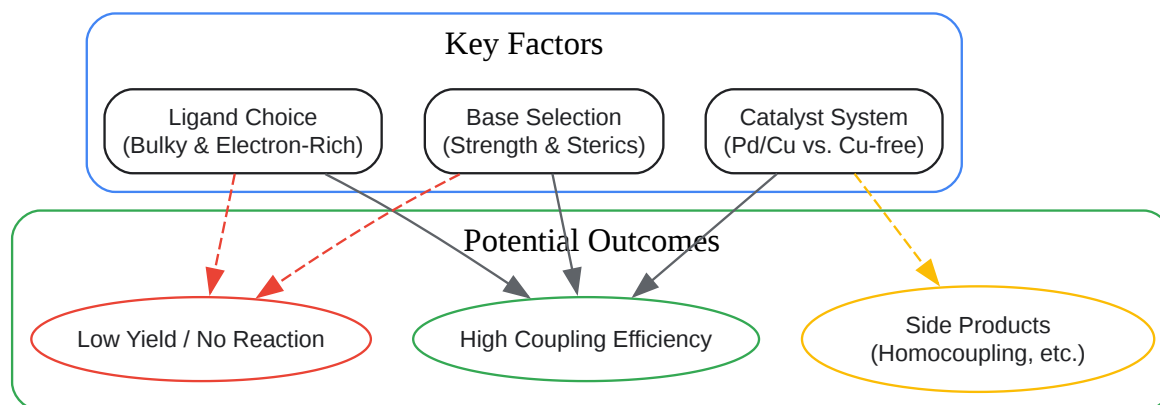 Key Factors
Ligand Choice
(Bulky & Electron-Rich)
Base Selection
(Strength & Sterics)
Catalyst System
(Pd/Cu vs. Cu-free)
Potential Outcomes
Low Yield / No Reaction
High Coupling Efficiency
Side Products
(Homocoupling, etc.)